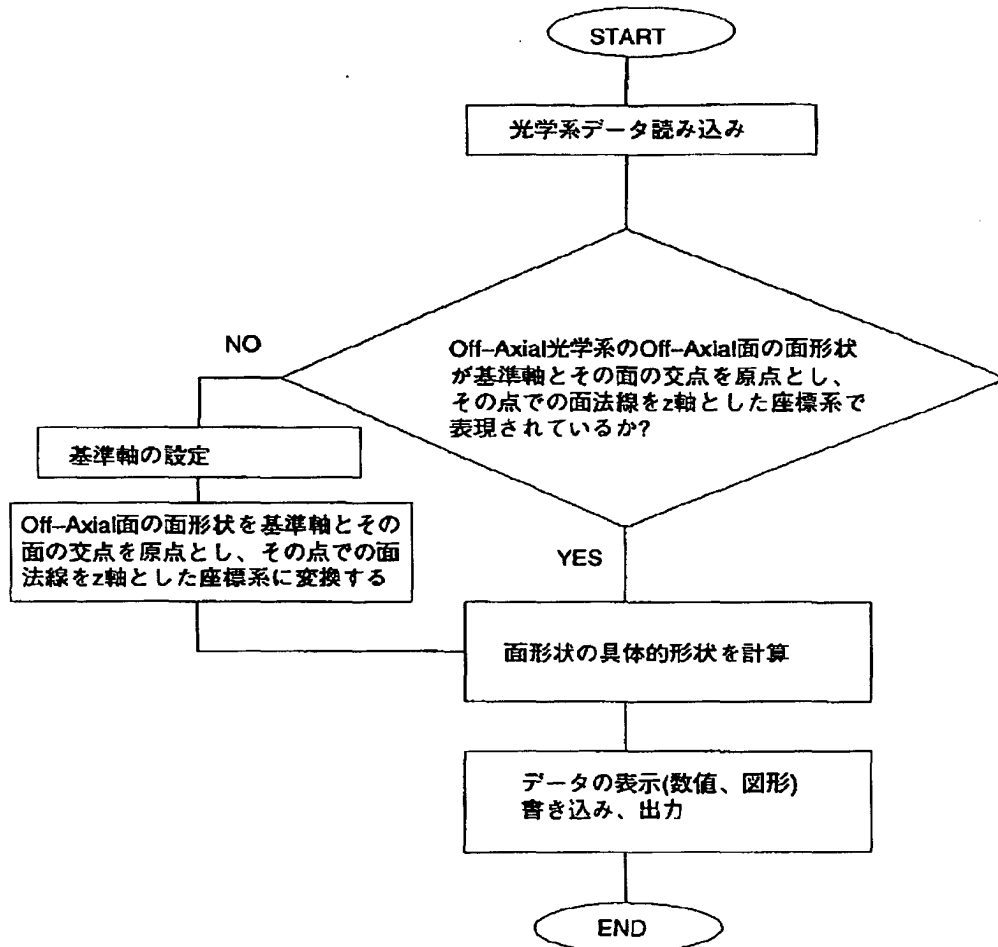 START
光学系データ読み込み
NO
Off–Axial光学系のOff–Axial面の面形状
が基準軸とその面の交点を原点とし、
その点での面法線をz軸とした座標系で
表現されているか?
基準軸の設定
Off–Axial面の面形状を基準軸とその
面の交点を原点とし、その点での面
法線をz軸とした座標系に変換する
YES
面形状の具体的形状を計算
データの表示(数値、図形)
書き込み、出力
END